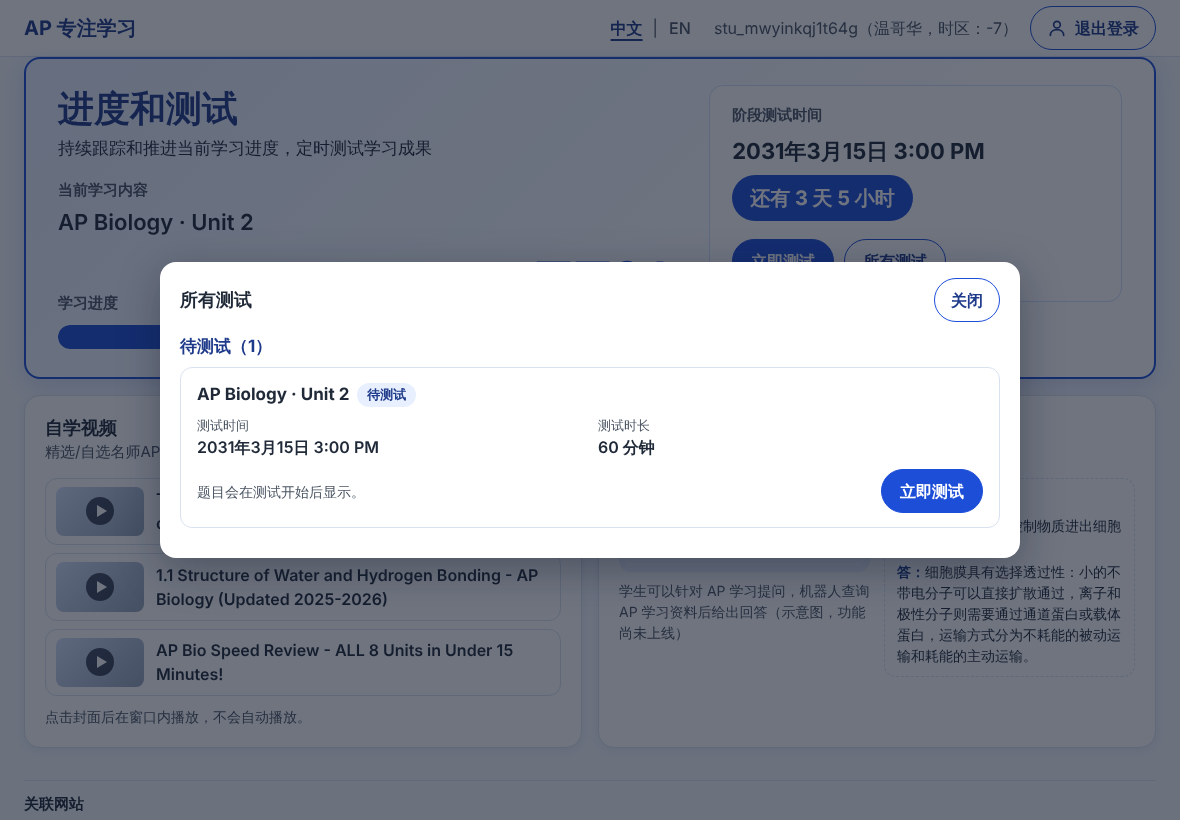 AP 专注学习
中文 | EN stu_mwyinkqj1t64g（温哥华，时区：-7） 退出登录
进度和测试
持续跟踪和推进当前学习进度，定时测试学习成果
当前学习内容
AP Biology · Unit 2
学习进度
阶段测试时间
2031年3月15日 3:00 PM
还有 3 天 5 小时
立即测试 所有测试
所有测试
关闭
待测试（1）
AP Biology · Unit 2 待测试
测试时间
2031年3月15日 3:00 PM
测试时长
60 分钟
题目会在测试开始后显示。
立即测试
自学视频
精选/自选名师AP
1.1 Structure of Water and Hydrogen Bonding - AP
Biology (Updated 2025-2026)
AP Bio Speed Review - ALL 8 Units in Under 15
Minutes!
点击封面后在窗口内播放，不会自动播放。
学生可以针对 AP 学习提问，机器人查询
AP 学习资料后给出回答（示意图，功能
尚未上线）
制物质进出细胞
答：细胞膜具有选择透过性：小的不
带电分子可以直接扩散通过，离子和
极性分子则需要通过通道蛋白或载体
蛋白，运输方式分为不耗能的被动运
输和耗能的主动运输。
关联网站